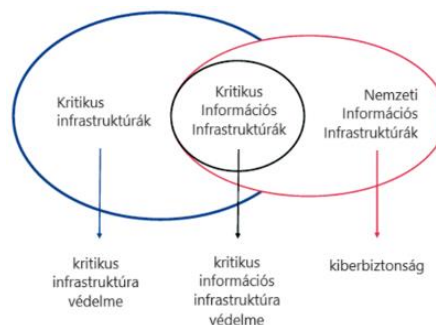 Kritikus
infrastruktúrák
Kritikus
Információs
Infrastruktúrák
Nemzeti
Információs
Infrastruktúrák
kritikus
infrastruktúra
védelme
kritikus
információs
infrastruktúra
védelme
kiberbiztonság